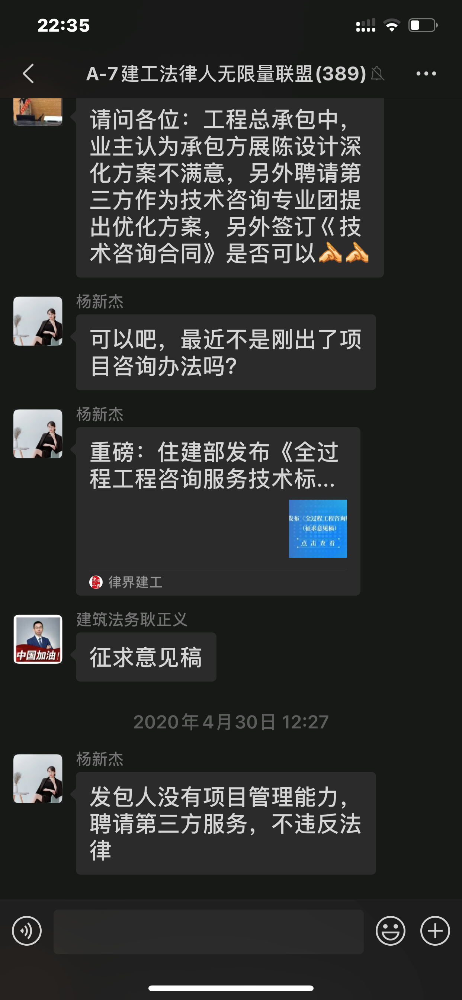 22:35
A-7建工法律人无限量联盟(389)
请问各位：工程总承包中，
业主认为承包方展陈设计深
化方案不满意，另外聘请第
三方作为技术咨询专业团提
出优化方案，另外签订《技
术咨询合同》是否可以
杨新杰
可以吧，最近不是刚出了项
目咨询办法吗?
杨新杰
重磅：住建部发布《全过
程工程咨询服务技术标...
发布《全过程工程咨询
（征求意见稿）
点击查看
建工律界
律界建工
建筑法务耿正义
中国加油!
征求意见稿
2020年4月30日 12:27
杨新杰
发包人没有项目管理能力，
聘请第三方服务，不违反法
律